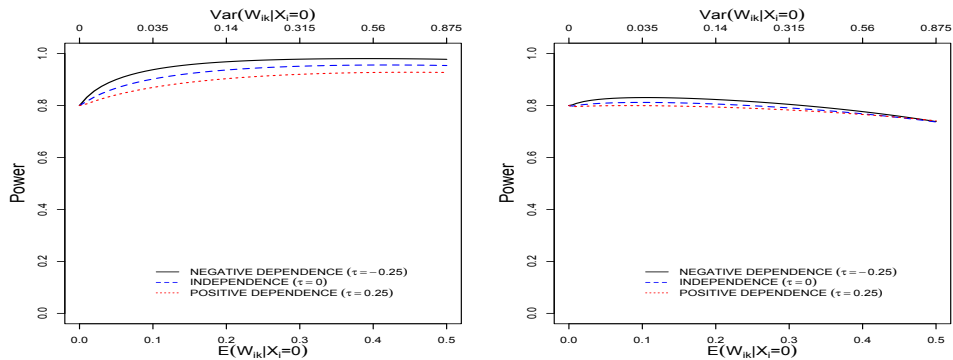 Var(W_ik|X_i=0)
0 0.035 0.14 0.315 0.56 0.875
Power
1.0
0.8
0.6
0.4
0.2
0.0
NEGATIVE DEPENDENCE (τ=−0.25)
INDEPENDENCE (τ=0)
POSITIVE DEPENDENCE (τ=0.25)
0.0 0.1 0.2 0.3 0.4 0.5
E(W_ik|X_i=0)
Var(W_ik|X_i=0)
0 0.035 0.14 0.315 0.56 0.875
Power
1.0
0.8
0.6
0.4
0.2
0.0
NEGATIVE DEPENDENCE (τ=−0.25)
INDEPENDENCE (τ=0)
POSITIVE DEPENDENCE (τ=0.25)
0.0 0.1 0.2 0.3 0.4 0.5
E(W_ik|X_i=0)